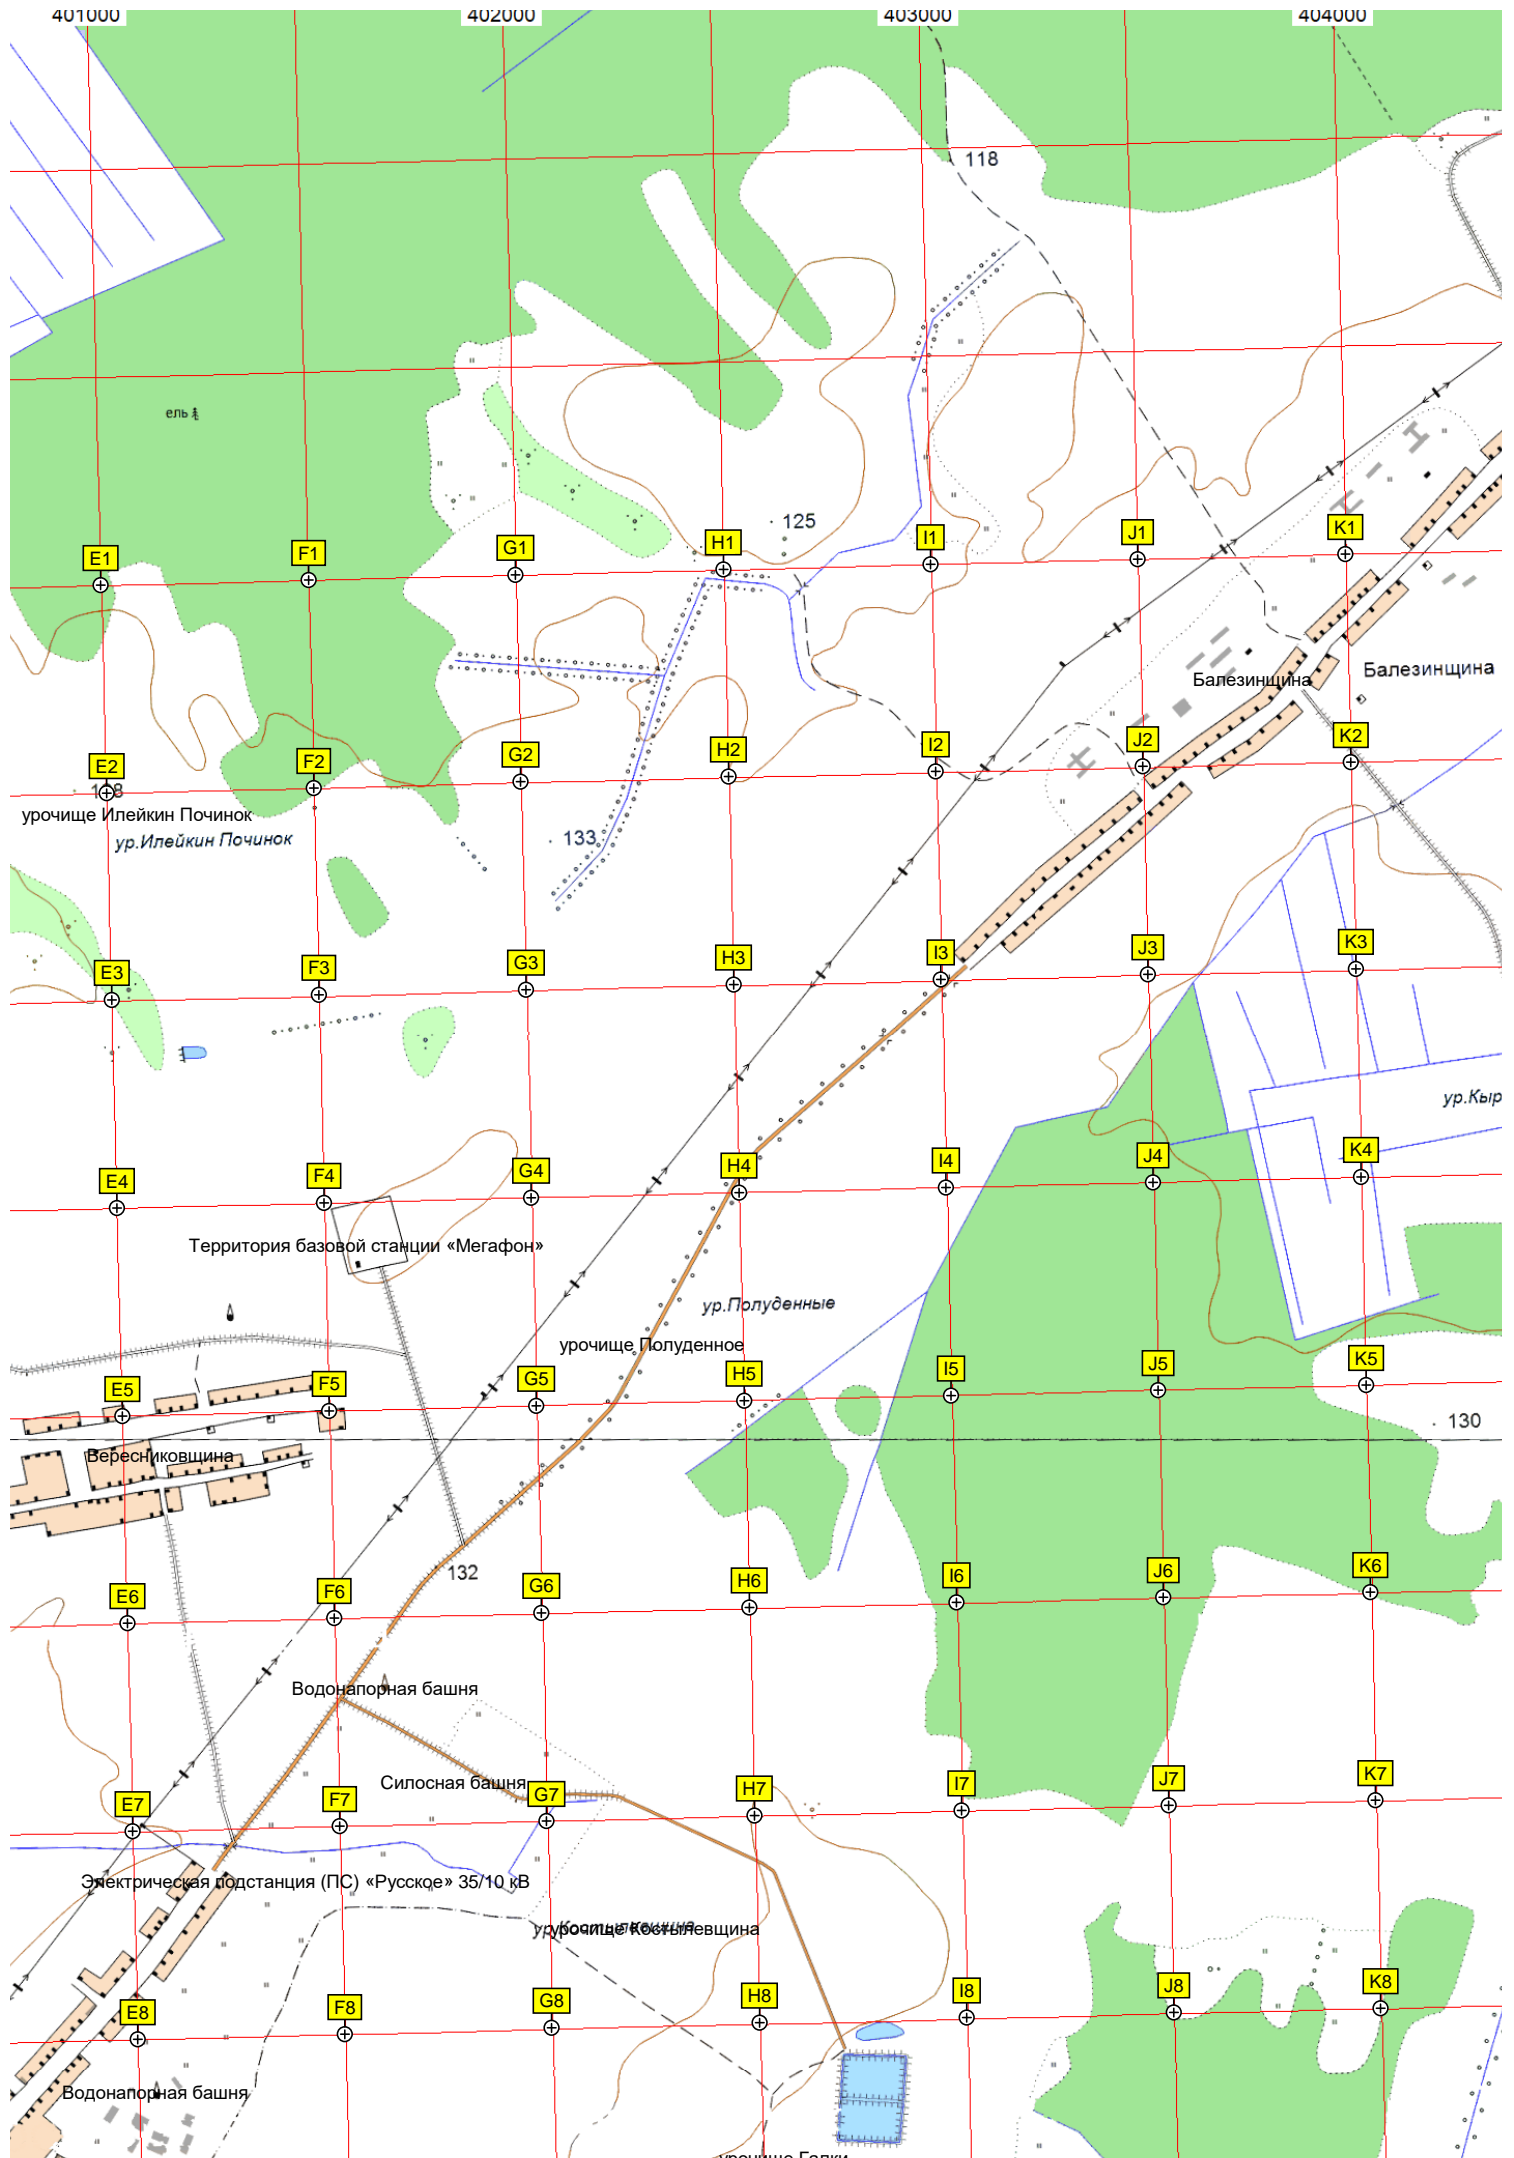 401000 402000 403000 404000
118
ель
125
E1 F1 G1 H1 I1 J1 K1
Балезинщина
Балезинщина
E2 F2 G2 H2 I2 J2 K2
урочище Илейкин Починок
ур.Илейкин Починок
133
E3 F3 G3 H3 I3 J3 K3
ур.Кыр
E4 F4 G4 H4 I4 J4 K4
Территория базовой станции «Мегафон»
ур.Полуденные
урочище Полуденное
E5 F5 G5 H5 I5 J5 K5
130
Вересниковщина
132
E6 F6 G6 H6 I6 J6 K6
Водонапорная башня
Силосная башня
E7 F7 G7 H7 I7 J7 K7
Электрическая подстанция (ПС) «Русское» 35/10 кВ
ур.Костылевщина
урочище Костылевщина
E8 F8 G8 H8 I8 J8 K8
Водонапорная башня
урочище Галки